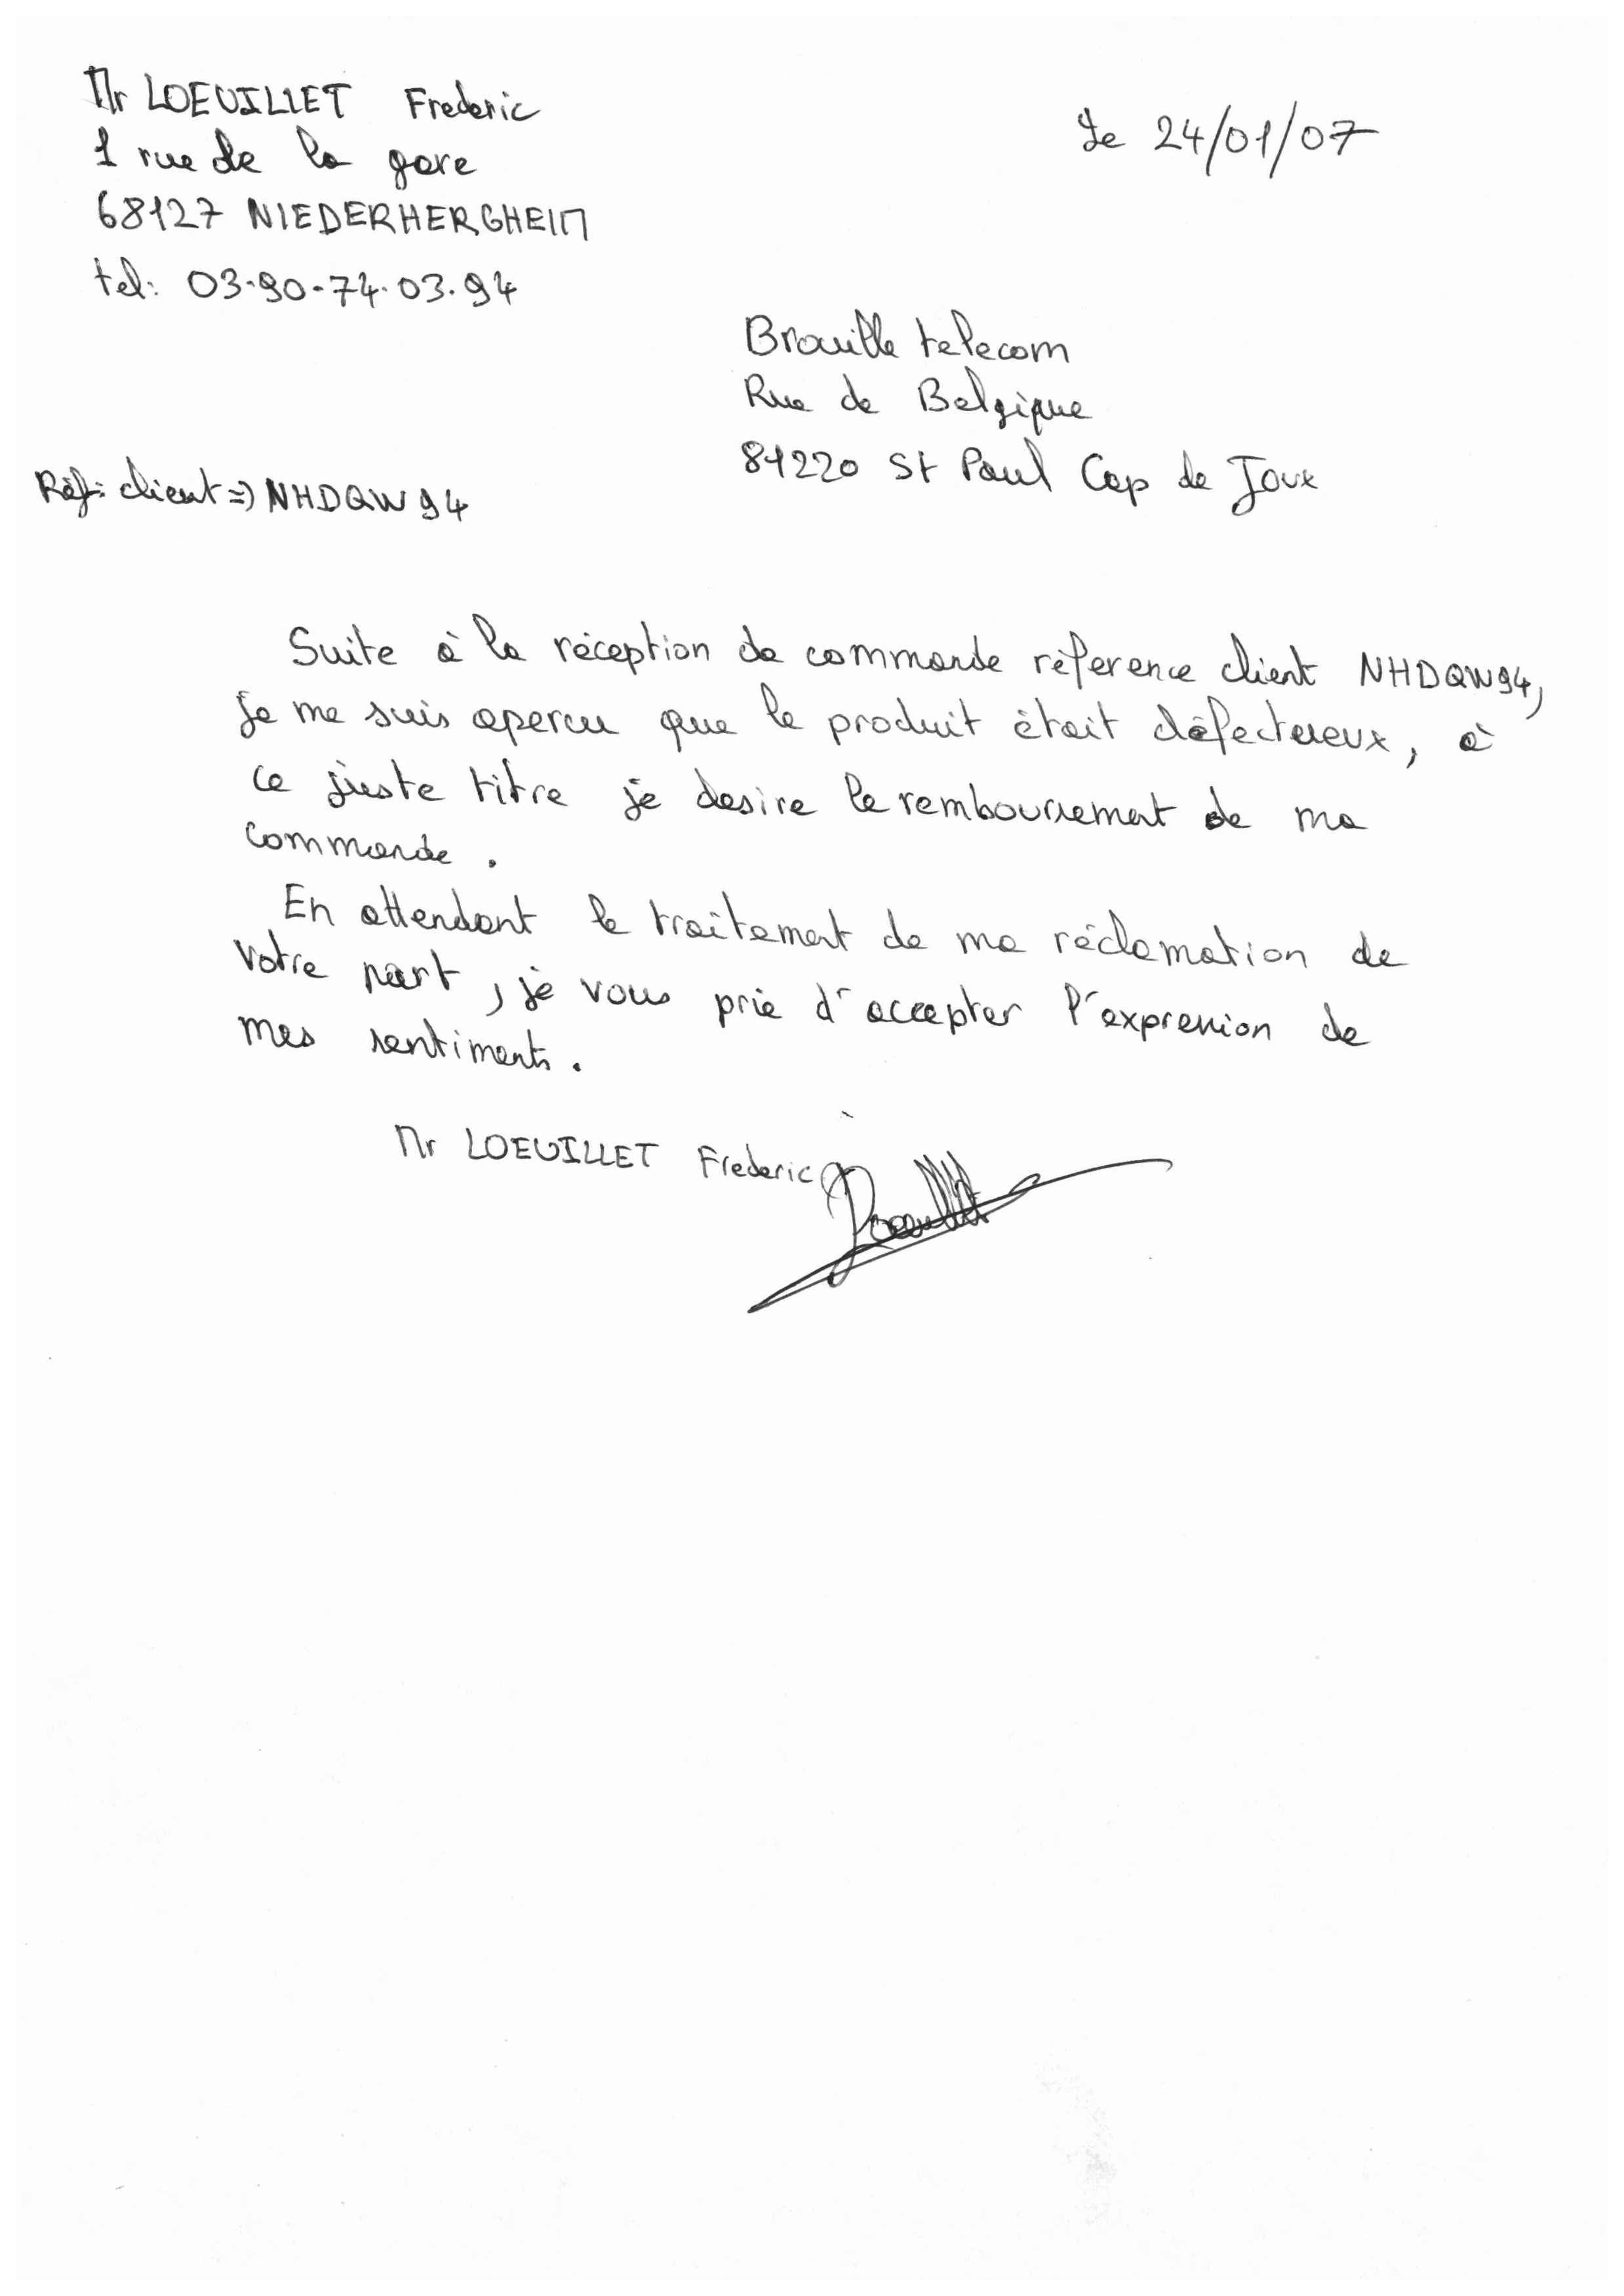 Mr LOEUILLET Frederic
1 rue de la gare
68127 NIEDERHERGHEIM
tel: 03.90.74.03.94
Le 24/01/07
Brouille telecom
Rue de Belgique
81220 St Paul Cap de Joux
Réf: client => NHDQW94
Suite à la réception de commande réference client NHDQW94,
je me suis apercu que le produit était défectueux, à
ce juste titre je desire le remboursement de ma
commande.
En attendant le traitement de ma réclamation de
votre part, je vous prie d'accepter l'expression de
mes sentiments.
Mr LOEUILLET Frederic